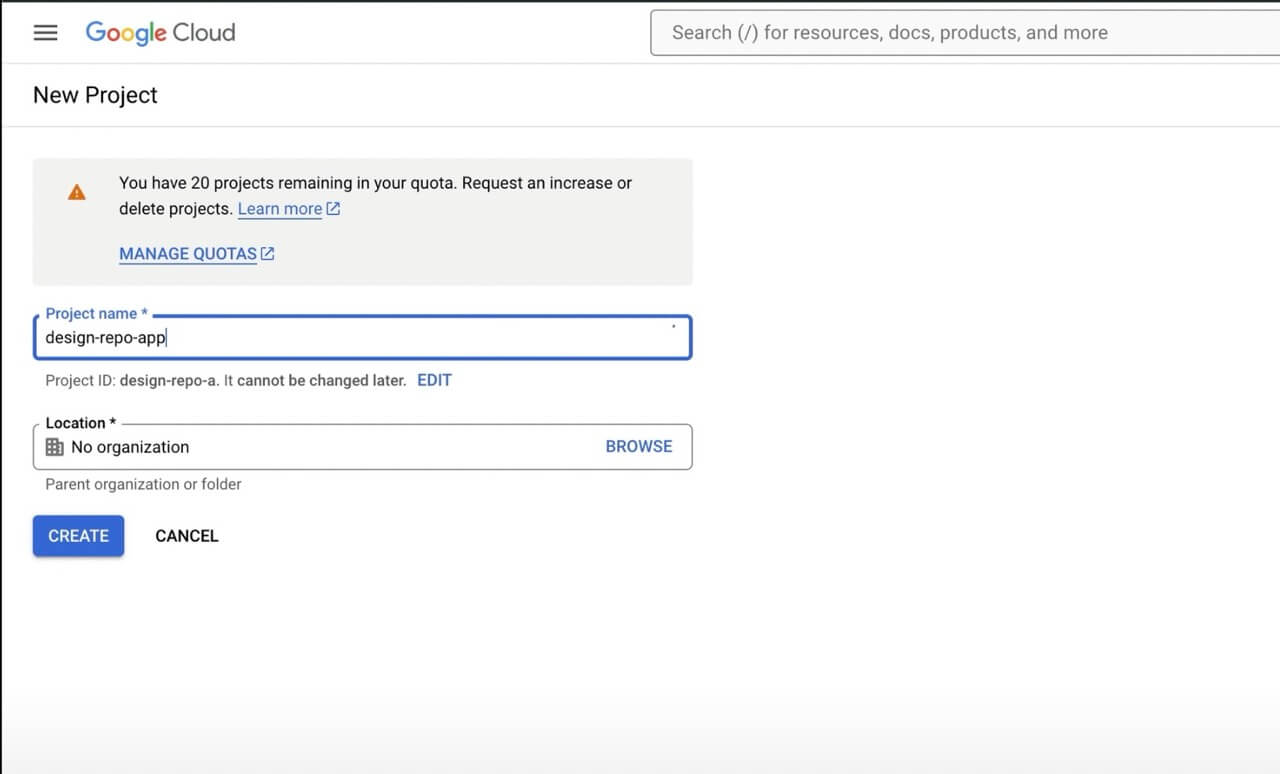 Google Cloud
Search (/) for resources, docs, products, and more
New Project
You have 20 projects remaining in your quota. Request an increase or
delete projects. Learn more
MANAGE QUOTAS
Project name *
design-repo-app
Project ID: design-repo-a. It cannot be changed later. EDIT
Location *
No organization BROWSE
Parent organization or folder
CREATE CANCEL